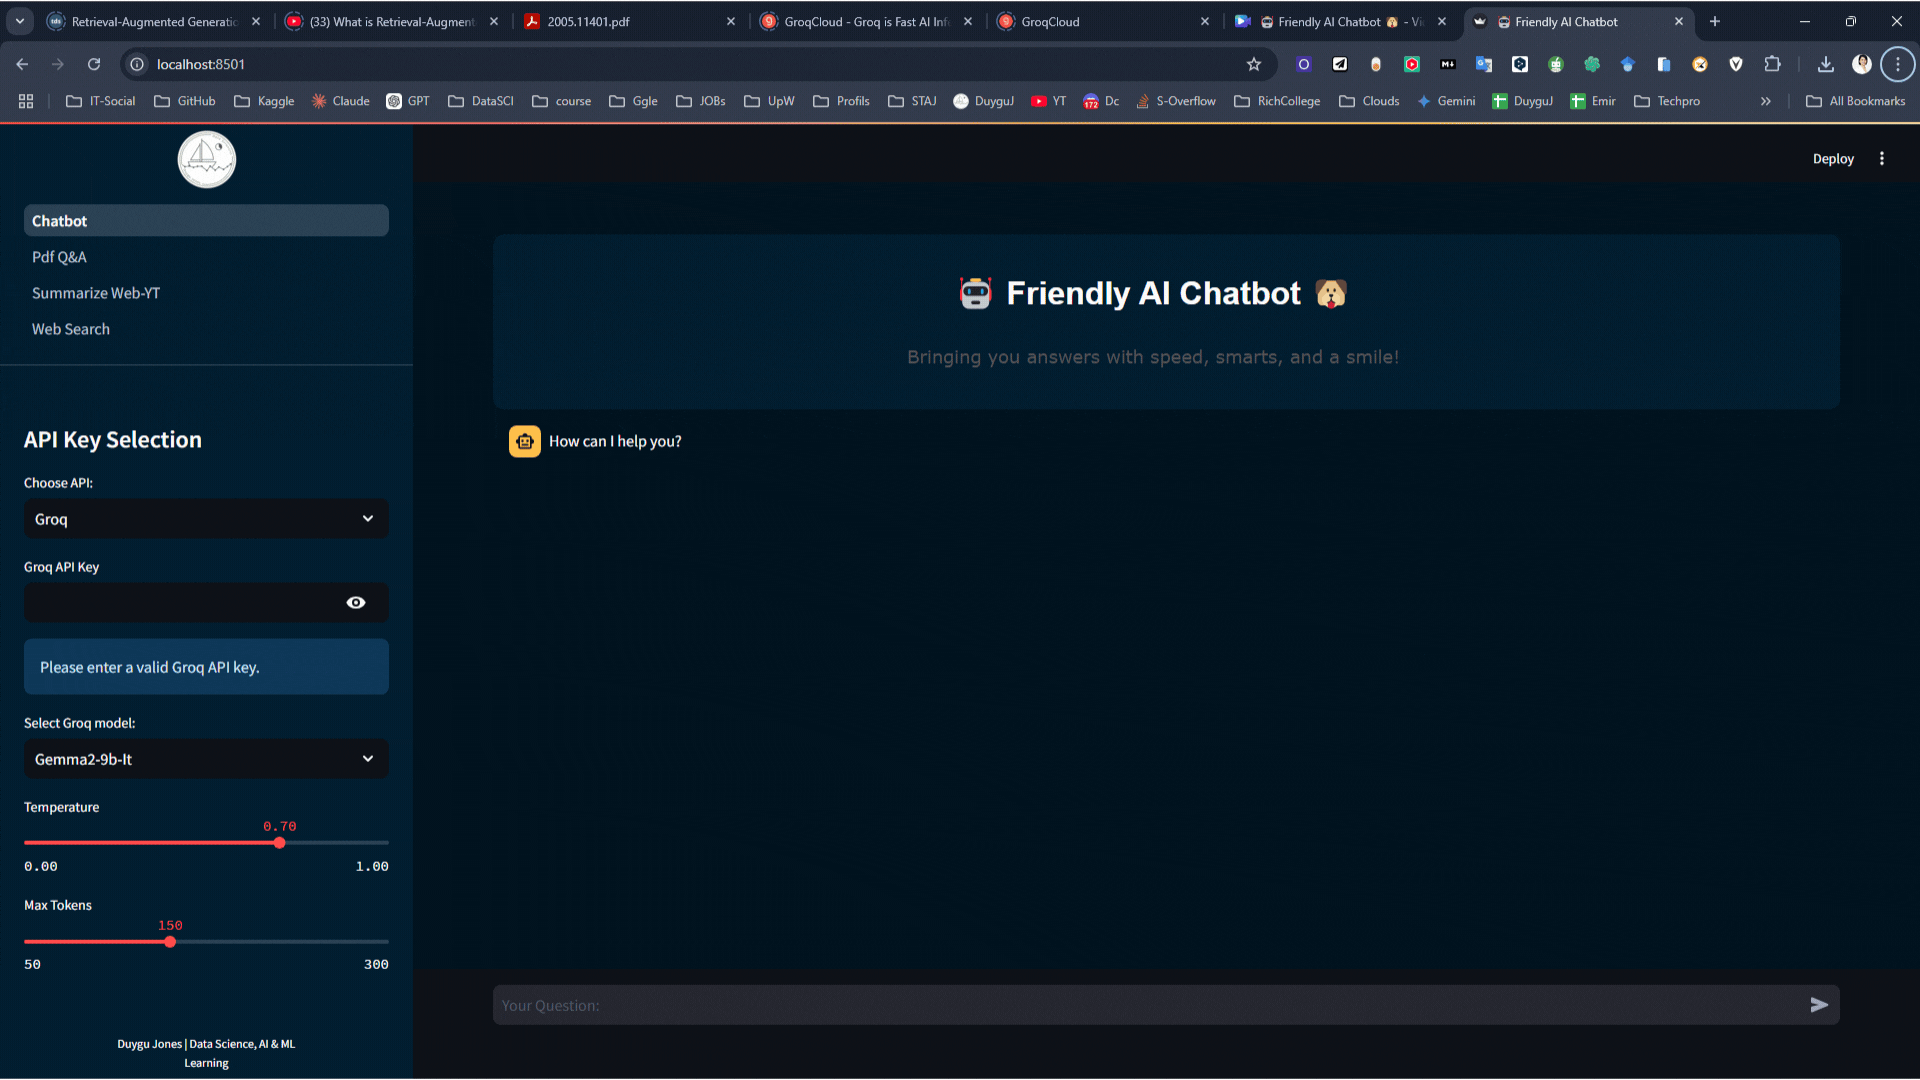 Retrieval-Augmented Generatio
(33) What is Retrieval-Augment
2005.11401.pdf
GroqCloud - Groq is Fast AI Infe
GroqCloud
Friendly AI Chatbot - Vi
Friendly AI Chatbot
localhost:8501
IT-Social
GitHub
Kaggle
Claude
GPT
DataSCI
course
Ggle
JOBs
UpW
Profils
STAJ
DuyguJ
YT
172
Dc
S-Overflow
RichCollege
Clouds
Gemini
DuyguJ
Emir
Techpro
All Bookmarks
Deploy
Chatbot
Pdf Q&A
Summarize Web-YT
Web Search
API Key Selection
Choose API:
Groq
Groq API Key
Please enter a valid Groq API key.
Select Groq model:
Gemma2-9b-It
Temperature
0.70
0.00 1.00
Max Tokens
150
50 300
Duygu Jones | Data Science, AI & ML
Learning
Friendly AI Chatbot
Bringing you answers with speed, smarts, and a smile!
How can I help you?
Your Question: